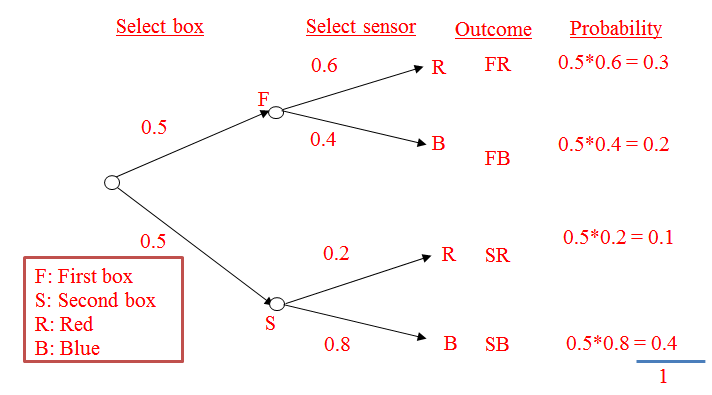 Select box Select sensor Outcome Probability
0.6 R FR 0.5*0.6 = 0.3
F
0.5
0.4 B FB 0.5*0.4 = 0.2
0.5
0.2 R SR 0.5*0.2 = 0.1
S
0.8 B SB 0.5*0.8 = 0.4
1
F: First box
S: Second box
R: Red
B: Blue